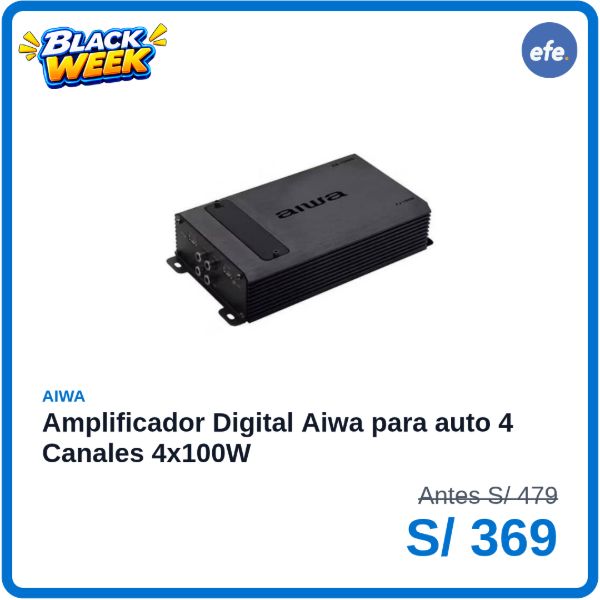 BLACK
WEEK
efe.
aiwa
AIWA
Amplificador Digital Aiwa para auto 4
Canales 4x100W
Antes S/ 479
S/ 369